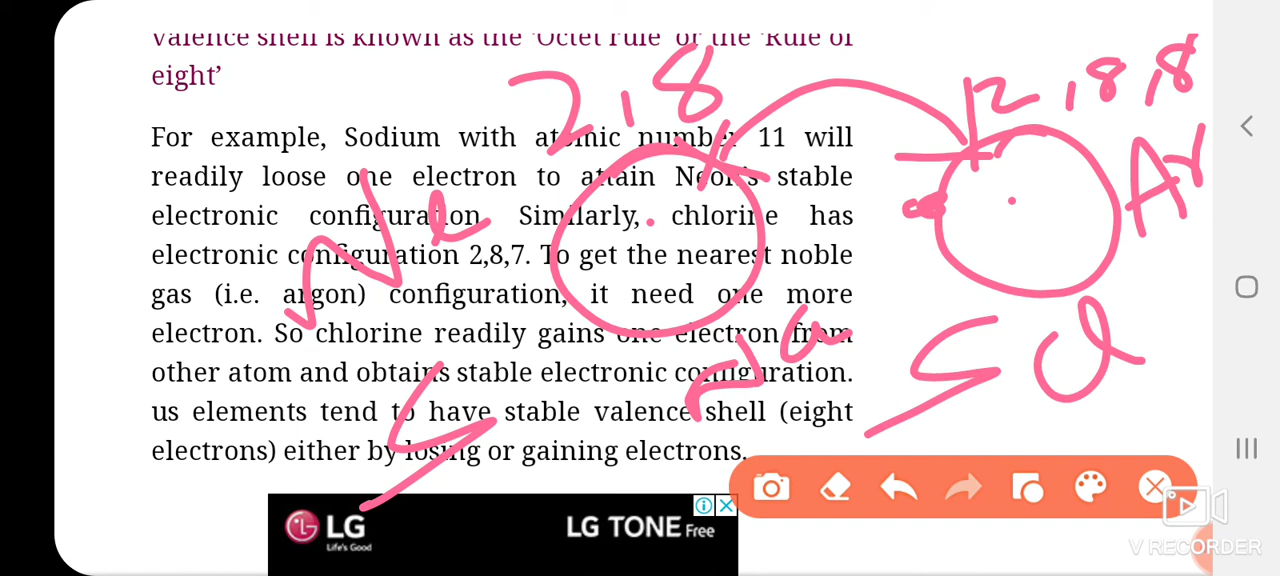 valence shell is known as the 'Octet rule' or the 'Rule of
eight'
2,8
2,8,8
For example, Sodium with atomic number 11 will
readily loose one electron to attain Neon's stable
Ar
Ne
electronic configuration. Similarly, chlorine has
electronic configuration 2,8,7. To get the nearest noble
gas (i.e. argon) configuration, it need one more
electron. So chlorine readily gains one electron from
Na
Cl
other atom and obtains stable electronic configuration.
us elements tend to have stable valence shell (eight
electrons) either by losing or gaining electrons.
LG
Life's Good
LG TONE Free
V RECORDER